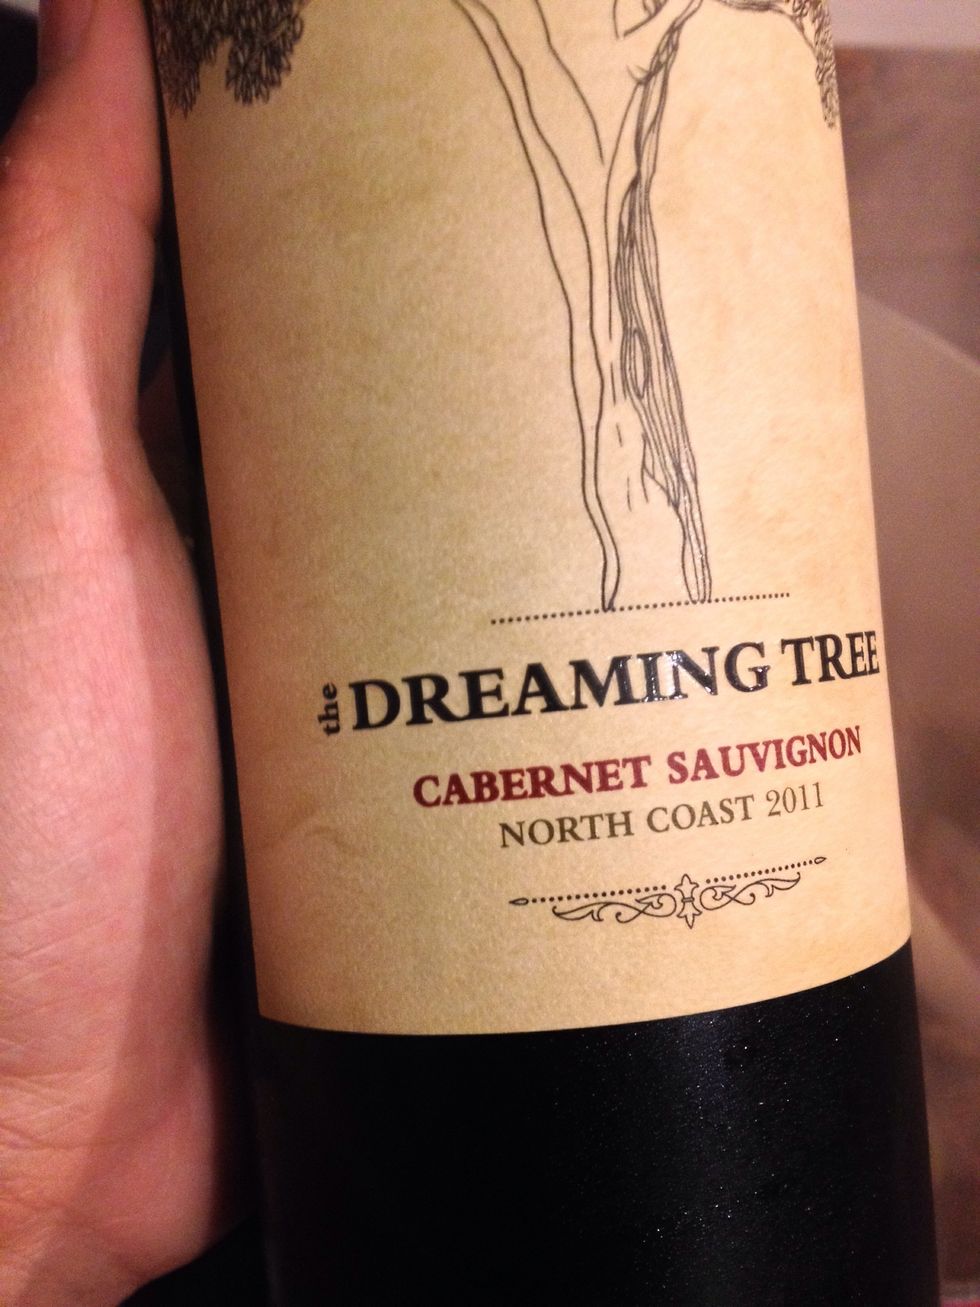 the DREAMING TREE
CABERNET SAUVIGNON
NORTH COAST 2011